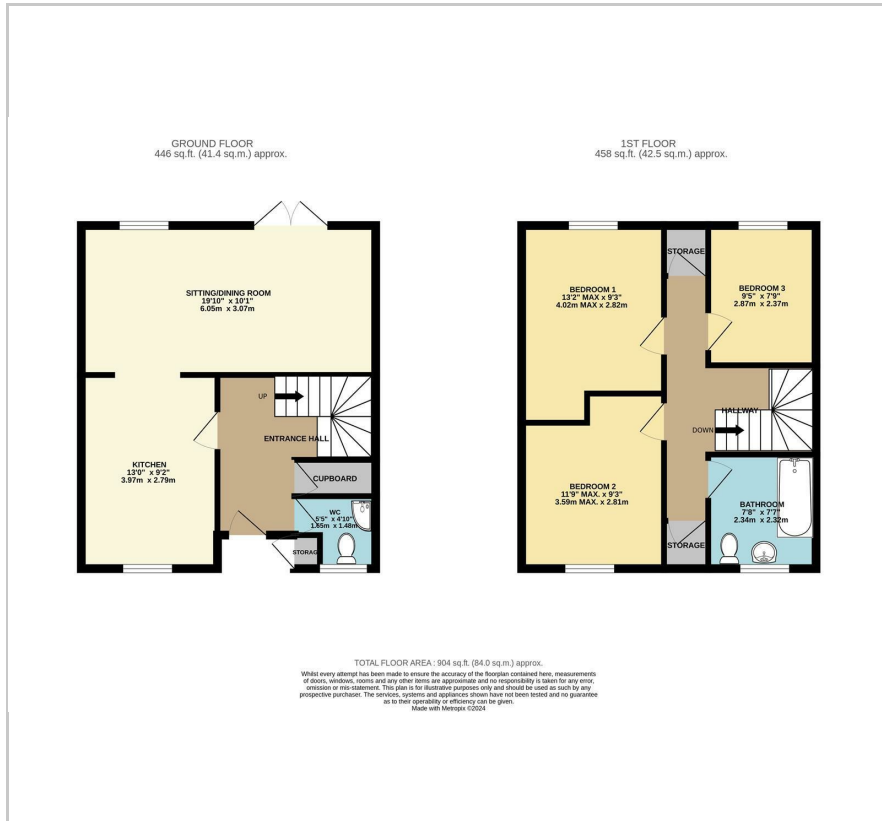 GROUND FLOOR
446 sq.ft. (41.4 sq.m.) approx.
SITTING/DINING ROOM
19'10" x 10'1"
6.05m x 3.07m
UP
ENTRANCE HALL
KITCHEN
13'0" x 9'2"
3.97m x 2.79m
CUPBOARD
WC
5'5" x 4'10"
1.65m x 1.48m
STORAGE
1ST FLOOR
458 sq.ft. (42.5 sq.m.) approx.
STORAGE
BEDROOM 1
13'2" MAX x 9'3"
4.02m MAX x 2.82m
BEDROOM 3
9'5" x 7'9"
2.87m x 2.37m
HALLWAY
DOWN
BEDROOM 2
11'9" MAX. x 9'3"
3.59m MAX. x 2.81m
BATHROOM
7'8" x 7'7"
2.34m x 2.32m
STORAGE
TOTAL FLOOR AREA : 904 sq.ft. (84.0 sq.m.) approx.
Whilst every attempt has been made to ensure the accuracy of the floorplan contained here, measurements
of doors, windows, rooms and any other items are approximate and no responsibility is taken for any error,
omission or mis-statement. This plan is for illustrative purposes only and should be used as such by any
prospective purchaser. The services, systems and appliances shown have not been tested and no guarantee
as to their operability or efficiency can be given.
Made with Metropix ©2024